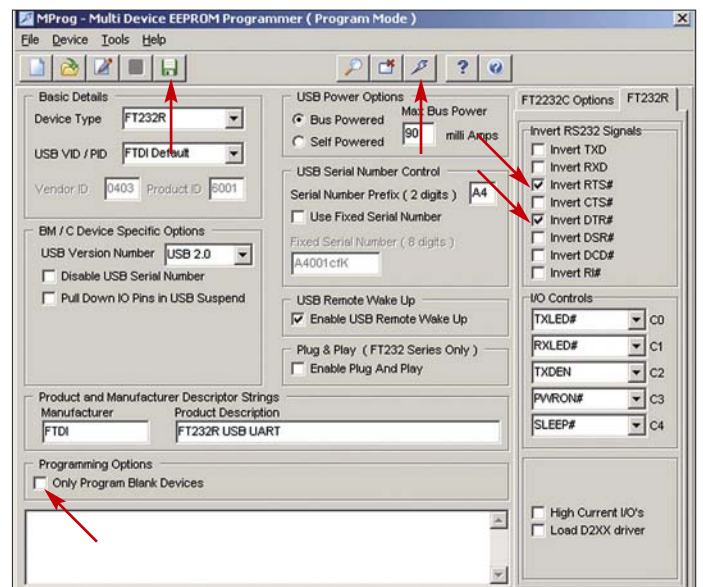 MProg - Multi Device EEPROM Programmer ( Program Mode )
File Device Tools Help
Basic Details
Device Type FT232R
USB VID / PID FTDI Default
Vendor ID 0403 Product ID 6001
BM / C Device Specific Options
USB Version Number USB 2.0
Disable USB Serial Number
Pull Down IO Pins in USB Suspend
USB Power Options
Bus Powered
Self Powered
Max Bus Power
90 milli Amps
USB Serial Number Control
Serial Number Prefix ( 2 digits ) A4
Use Fixed Serial Number
Fixed Serial Number ( 8 digits )
A4001cfK
USB Remote Wake Up
Enable USB Remote Wake Up
Plug & Play ( FT232 Series Only )
Enable Plug And Play
Product and Manufacturer Descriptor Strings
Manufacturer Product Description
FTDI FT232R USB UART
Programming Options
Only Program Blank Devices
FT2232C Options FT232R
Invert RS232 Signals
Invert TXD
Invert RXD
Invert RTS#
Invert CTS#
Invert DTR#
Invert DSR#
Invert DCD#
Invert RI#
I/O Controls
TXLED# C0
RXLED# C1
TXDEN C2
PWRON# C3
SLEEP# C4
High Current I/O's
Load D2XX driver